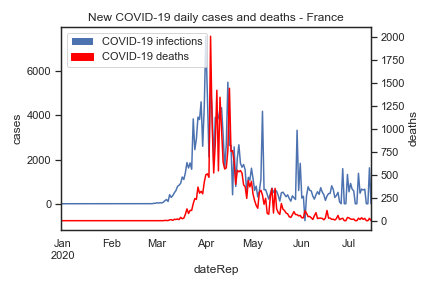 New COVID-19 daily cases and deaths - France
COVID-19 infections
COVID-19 deaths
cases
6000
4000
2000
0
deaths
2000
1750
1500
1250
1000
750
500
250
0
Jan Feb Mar Apr May Jun Jul
2020
dateRep